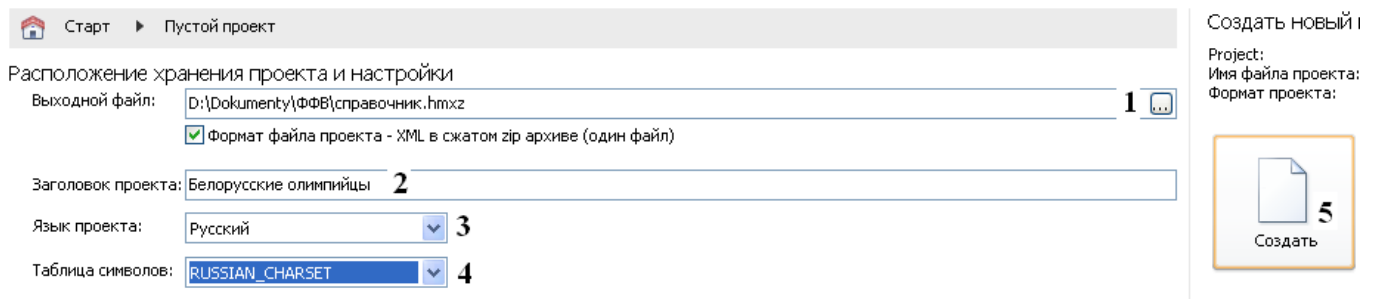 Старт ▶ Пустой проект
Расположение хранения проекта и настройки
Выходной файл: D:\Dokumenty\ФФВ\справочник.hmxz 1 ...
Формат файла проекта - XML в сжатом zip архиве (один файл)
Заголовок проекта: Белорусские олимпийцы 2
Язык проекта: Русский 3
Таблица символов: RUSSIAN_CHARSET 4
Создать новый
Project:
Имя файла проекта:
Формат проекта:
5
Создать